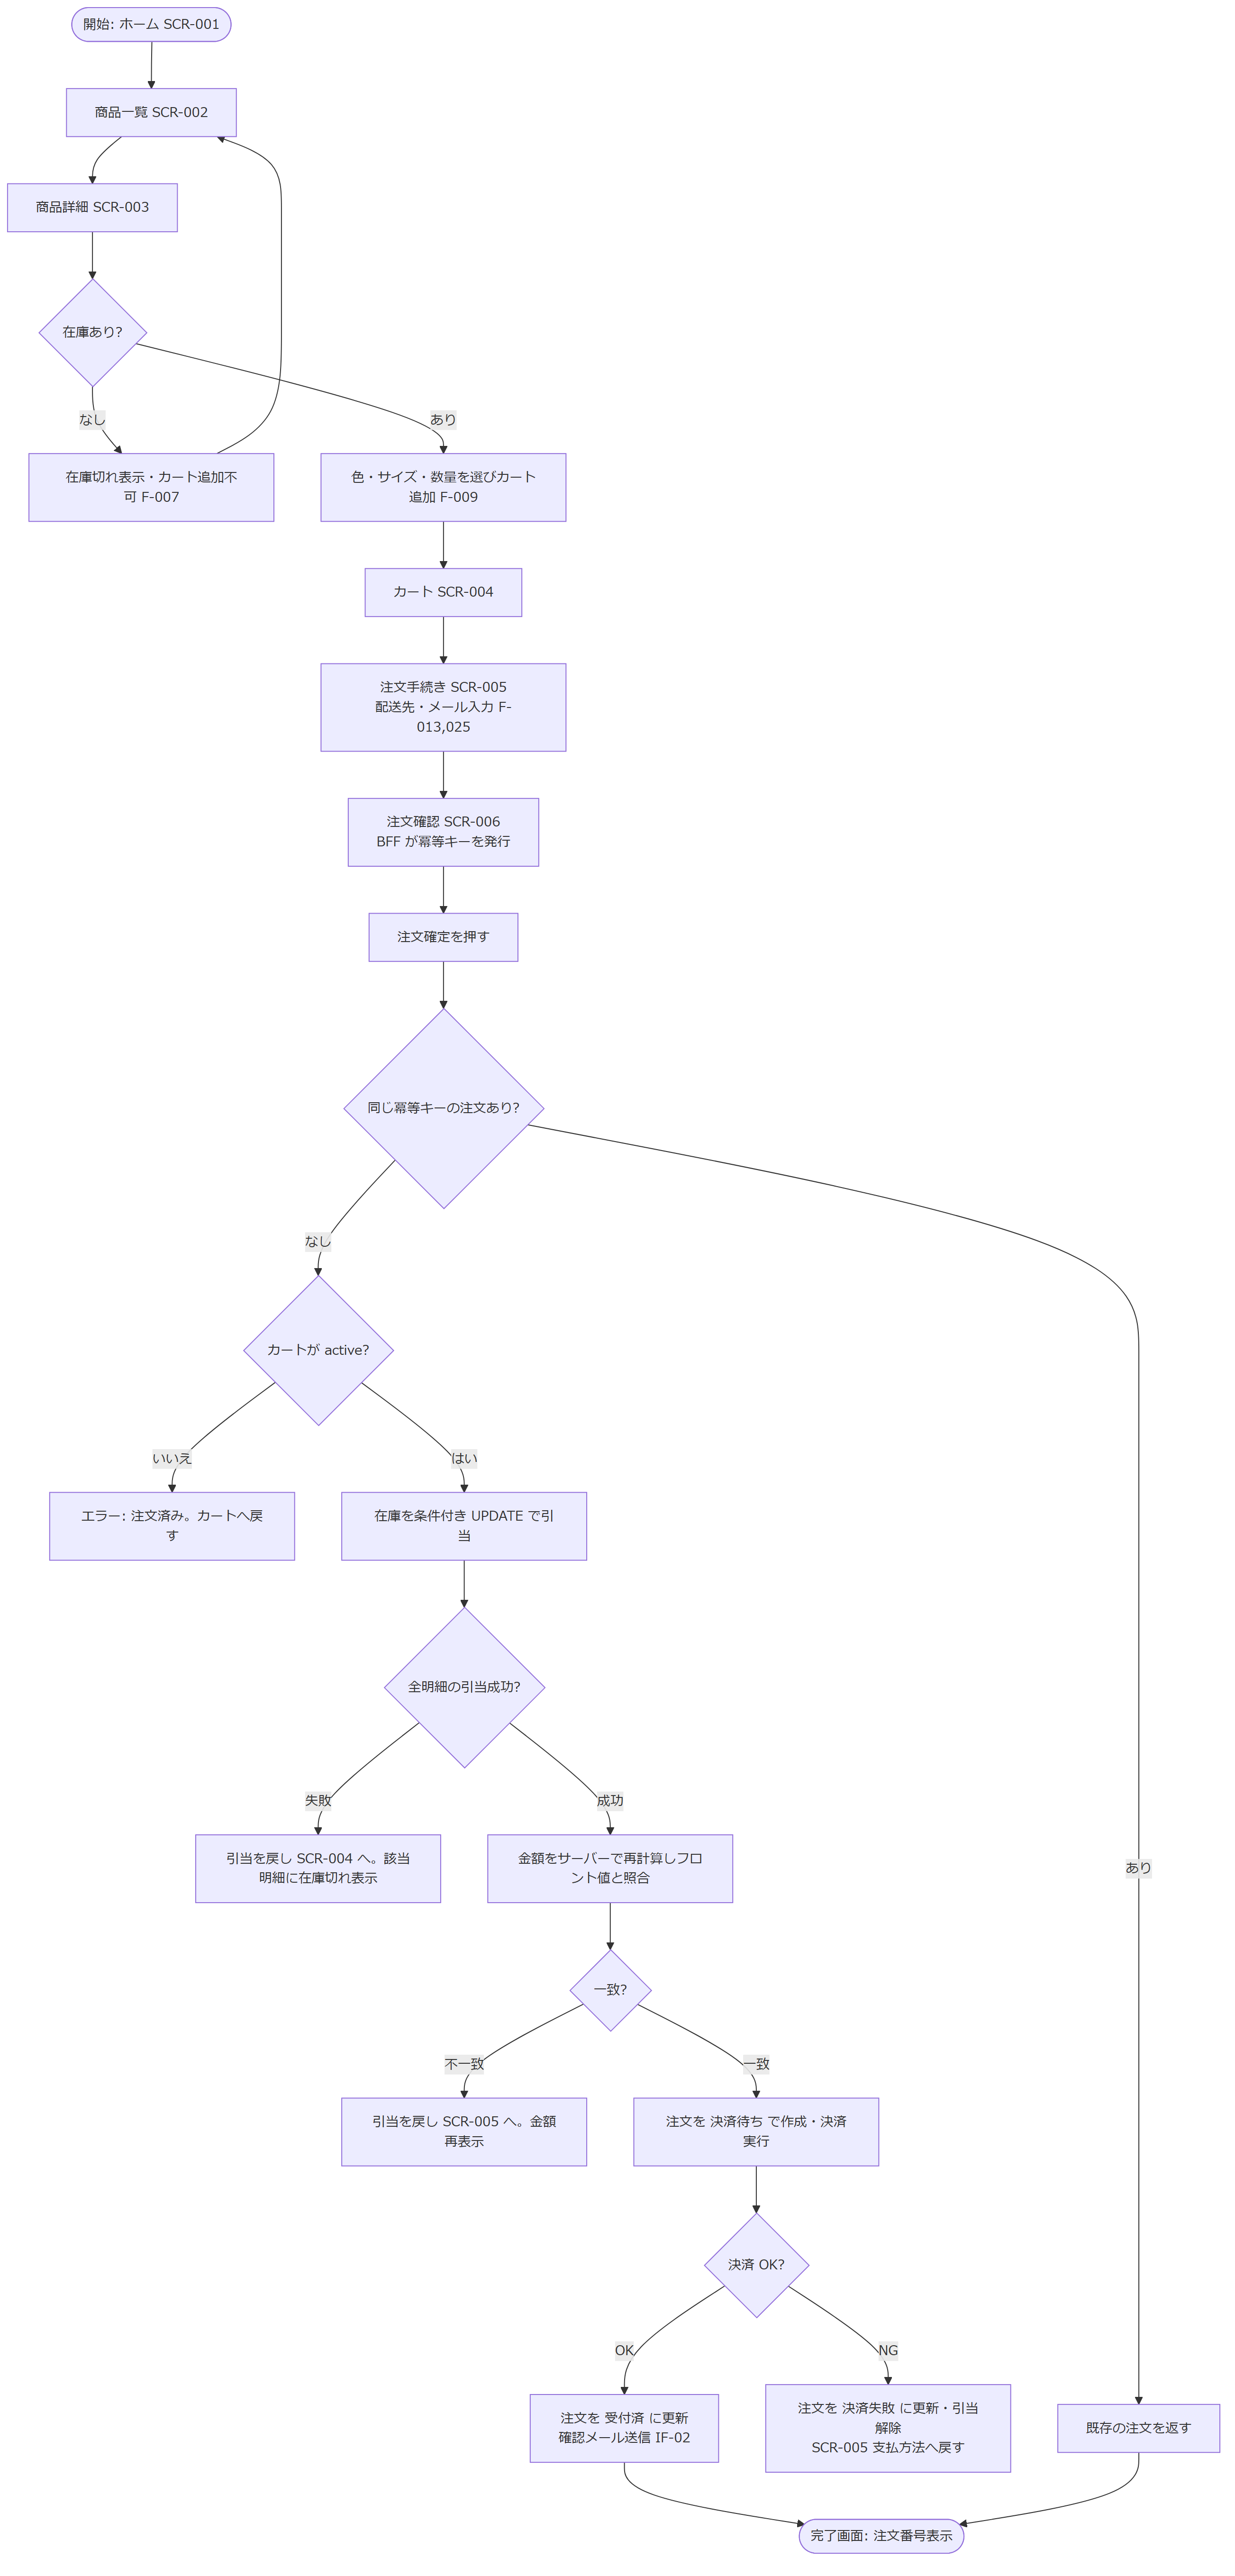 開始: ホーム SCR-001
商品一覧 SCR-002
商品詳細 SCR-003
在庫あり?
なし
あり
在庫切れ表示・カート追加不
可 F-007
色・サイズ・数量を選びカート
追加 F-009
カート SCR-004
注文手続き SCR-005
配送先・メール入力 F-
013,025
注文確認 SCR-006
BFF が冪等キーを発行
注文確定を押す
同じ冪等キーの注文あり?
なし
カートが active?
いいえ
はい
エラー: 注文済み。カートへ戻
す
在庫を条件付き UPDATE で引
当
全明細の引当成功?
失敗
成功
引当を戻し SCR-004 へ。該当
明細に在庫切れ表示
金額をサーバーで再計算しフロ
ント値と照合
あり
一致?
不一致
一致
引当を戻し SCR-005 へ。金額
再表示
注文を 決済待ち で作成・決済
実行
決済 OK?
OK
NG
注文を 受付済 に更新
確認メール送信 IF-02
注文を 決済失敗 に更新・引当
解除
SCR-005 支払方法へ戻す
既存の注文を返す
完了画面: 注文番号表示